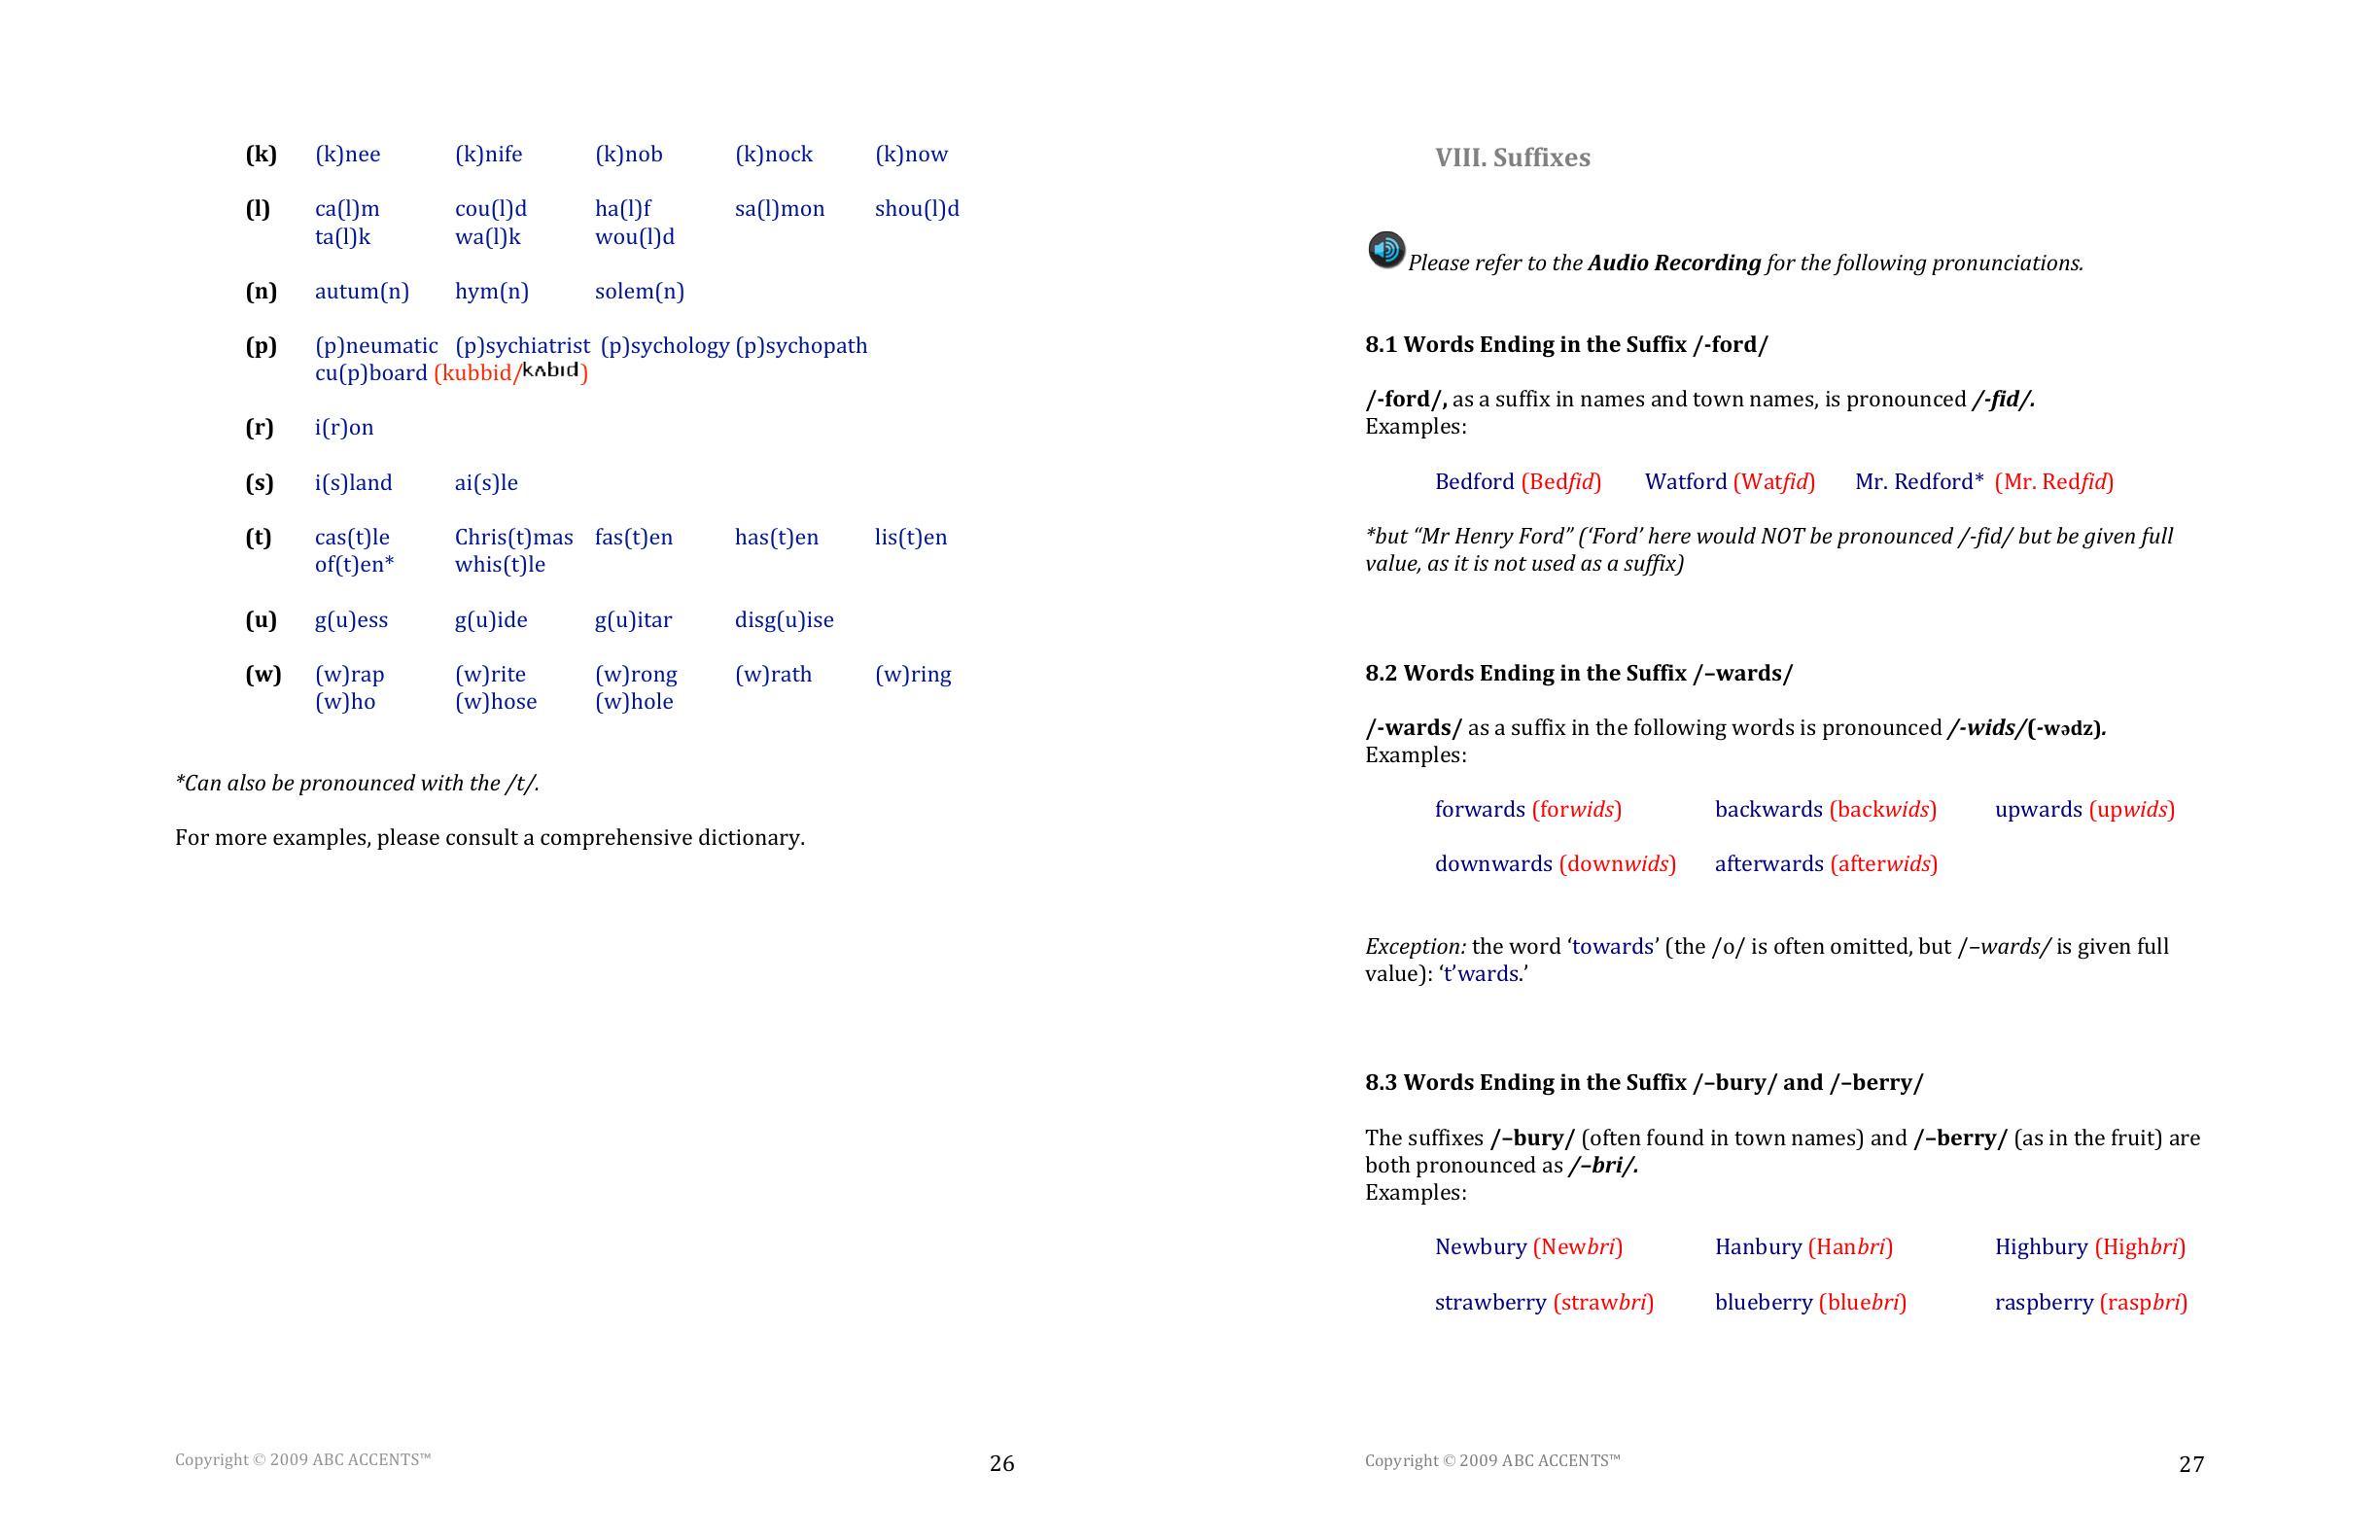 (k) (k)nee (k)nife (k)nob (k)nock (k)now
(l) ca(l)m cou(l)d ha(l)f sa(l)mon shou(l)d
ta(l)k wa(l)k wou(l)d
(n) autum(n) hym(n) solem(n)
(p) (p)neumatic (p)sychiatrist (p)sychology (p)sychopath
cu(p)board (kubbid/kʌbɪd)
(r) i(r)on
(s) i(s)land ai(s)le
(t) cas(t)le Chris(t)mas fas(t)en has(t)en lis(t)en
of(t)en* whis(t)le
(u) g(u)ess g(u)ide g(u)itar disg(u)ise
(w) (w)rap (w)rite (w)rong (w)rath (w)ring
(w)ho (w)hose (w)hole
*Can also be pronounced with the /t/.
For more examples, please consult a comprehensive dictionary.
Copyright © 2009 ABC ACCENTS™ 26
VIII. Suffixes
Please refer to the Audio Recording for the following pronunciations.
8.1 Words Ending in the Suffix /-ford/
/-ford/, as a suffix in names and town names, is pronounced /-fid/.
Examples:
Bedford (Bedfid) Watford (Watfid) Mr. Redford* (Mr. Redfid)
*but “Mr Henry Ford” (‘Ford’ here would NOT be pronounced /-fid/ but be given full
value, as it is not used as a suffix)
8.2 Words Ending in the Suffix /–wards/
/-wards/ as a suffix in the following words is pronounced /-wids/(-wədz).
Examples:
forwards (forwids) backwards (backwids) upwards (upwids)
downwards (downwids) afterwards (afterwids)
Exception: the word ‘towards’ (the /o/ is often omitted, but /–wards/ is given full
value): ‘t’wards.’
8.3 Words Ending in the Suffix /–bury/ and /–berry/
The suffixes /–bury/ (often found in town names) and /–berry/ (as in the fruit) are
both pronounced as /–bri/.
Examples:
Newbury (Newbri) Hanbury (Hanbri) Highbury (Highbri)
strawberry (strawbri) blueberry (bluebri) raspberry (raspbri)
Copyright © 2009 ABC ACCENTS™ 27